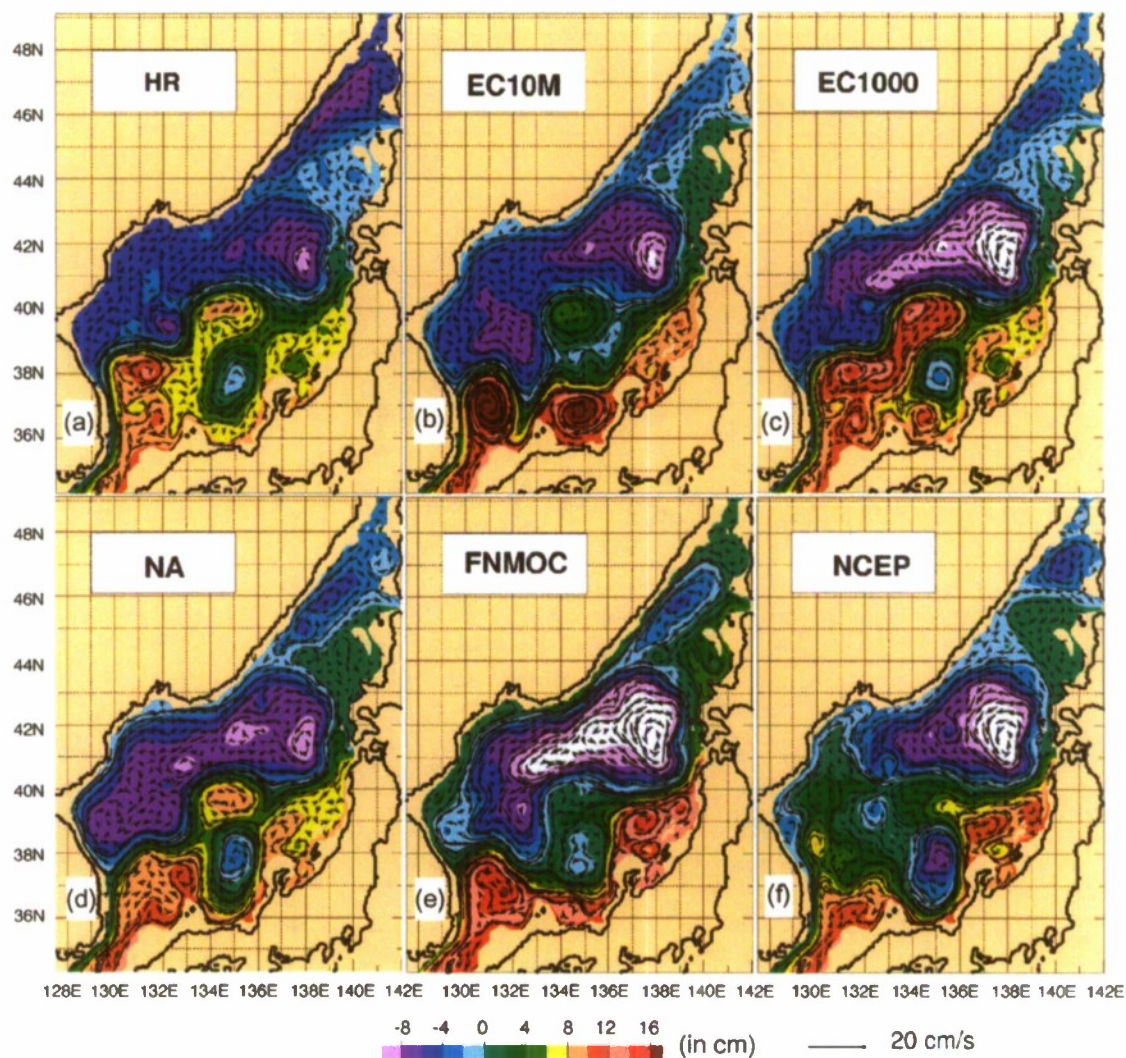 48N
46N
44N
42N
40N
38N
36N
HR
EC10M
EC1000
(a)
(b)
(c)
48N
46N
44N
42N
40N
38N
36N
NA
FNMOC
NCEP
(d)
(e)
(f)
128E 130E 132E 134E 136E 138E 140E 142E 130E 132E 134E 136E 138E 140E 142E 130E 132E 134E 136E 138E 140E 142E
-8 -4 0 4 8 12 16 (in cm) 20 cm/s